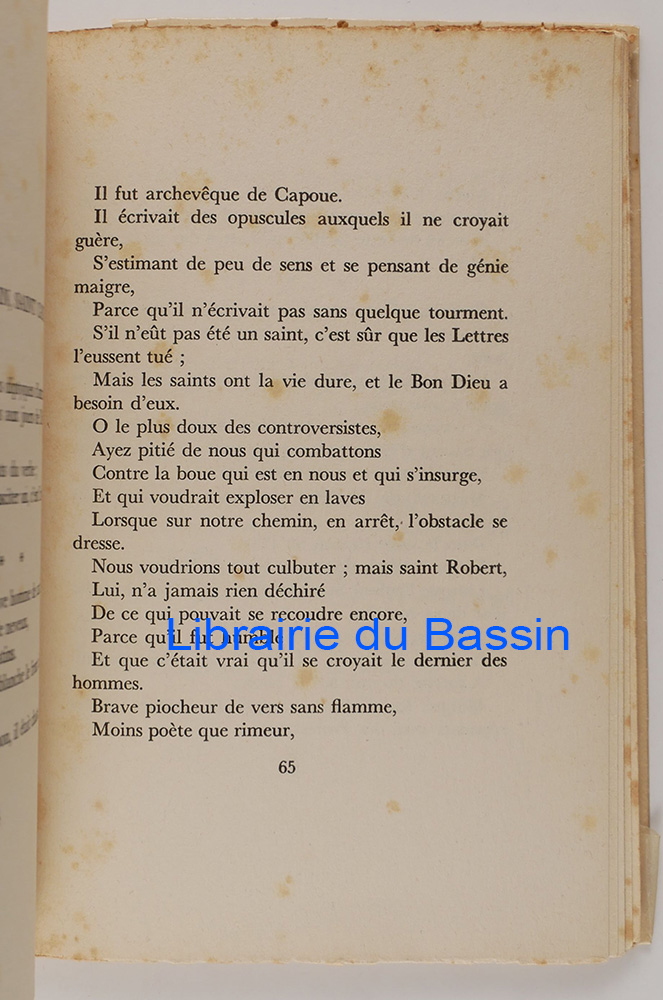 Il fut archevêque de Capoue.
Il écrivait des opuscules auxquels il ne croyait
guère,
S'estimant de peu de sens et se pensant de génie
maigre,
Parce qu'il n'écrivait pas sans quelque tourment.
S'il n'eût pas été un saint, c'est sûr que les Lettres
l'eussent tué ;
Mais les saints ont la vie dure, et le Bon Dieu a
besoin d'eux.
O le plus doux des controversistes,
Ayez pitié de nous qui combattons
Contre la boue qui est en nous et qui s'insurge,
Et qui voudrait exploser en laves
Lorsque sur notre chemin, en arrêt, l'obstacle se
dresse.
Nous voudrions tout culbuter ; mais saint Robert,
Lui, n'a jamais rien déchiré
De ce qui pouvait se recoudre encore,
Parce qu'il fut humble
Librairie du Bassin
Et que c'était vrai qu'il se croyait le dernier des
hommes.
Brave piocheur de vers sans flamme,
Moins poète que rimeur,
65